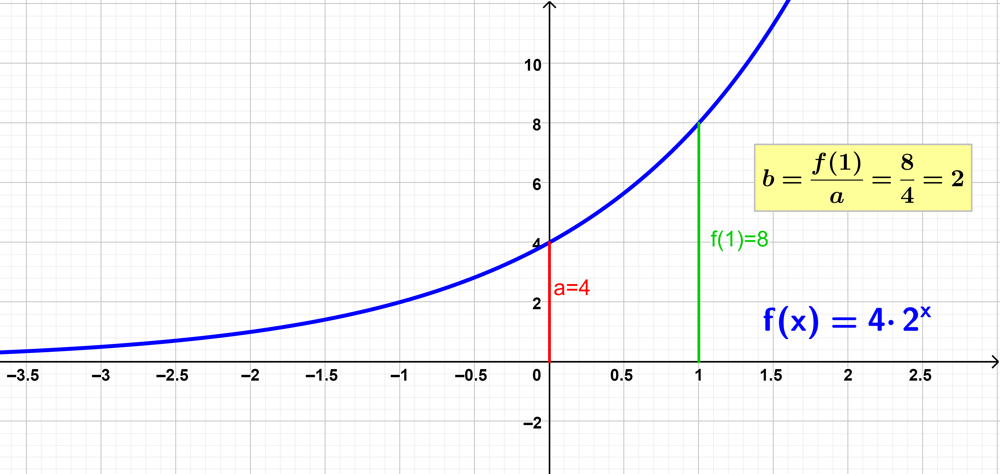 10
8
b = f(1)/a = 8/4 = 2
6
f(1)=8
4
a=4
2
f(x) = 4· 2^x
–3.5 –3 –2.5 –2 –1.5 –1 –0.5 0 0.5 1 1.5 2 2.5
–2